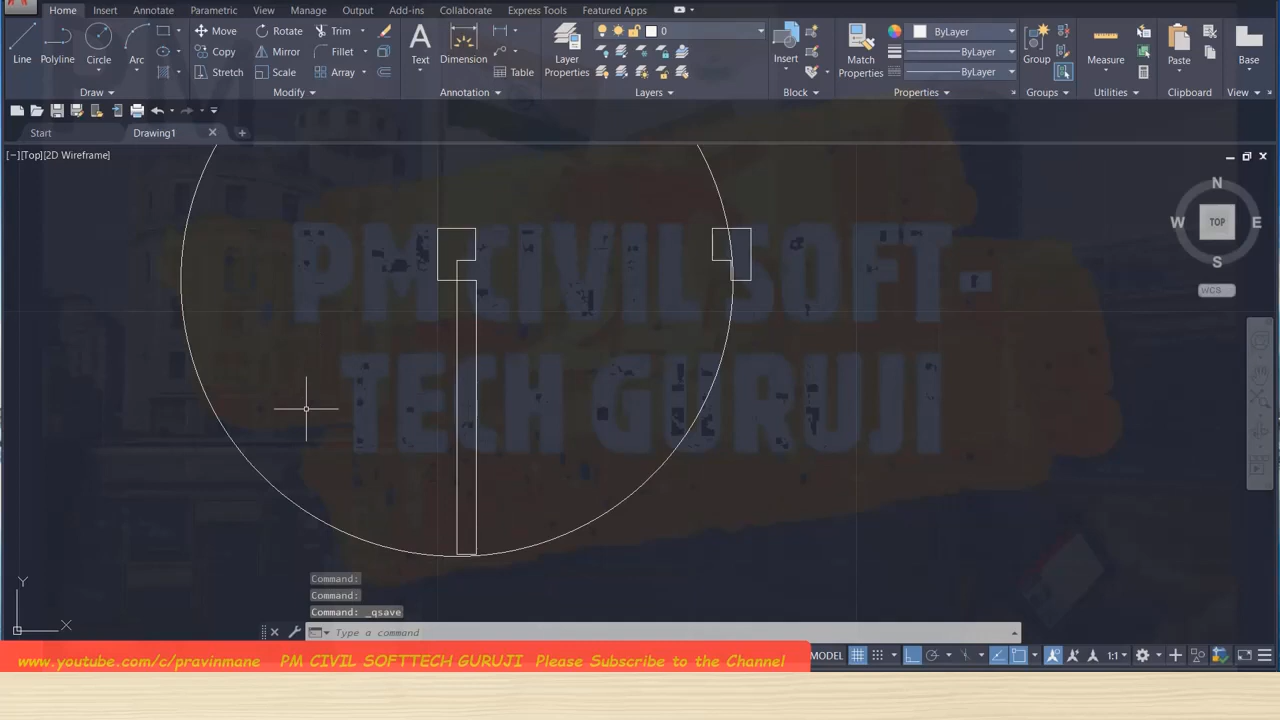 Home Insert Annotate Parametric View Manage Output Add-ins Collaborate Express Tools Featured Apps
Move Rotate Trim
Copy Mirror Fillet
Stretch Scale Array
Line Polyline Circle Arc
Text Dimension
Table
Layer Properties
0
Insert
Match Properties
ByLayer
ByLayer
ByLayer
Group
Measure
Paste
Base
Draw Modify Annotation Layers Block Properties Groups Utilities Clipboard View
Start Drawing1
[−][Top][2D Wireframe]
N
W TOP E
S
WCS
PM CIVIL SOFT-
TECH GURUJI
Y
X
Command:
Command:
Command: _qsave
Type a command
www.youtube.com/c/pravinmane PM CIVIL SOFTTECH GURUJI Please Subscribe to the Channel
MODEL 1:1